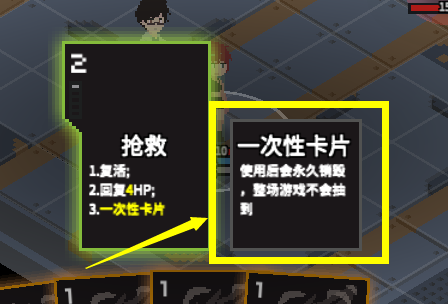 2
抢救
1.复活;
2.回复4HP;
3.一次性卡片
一次性卡片
使用后会永久销毁
，整场游戏不会抽
到
10
1
1
1